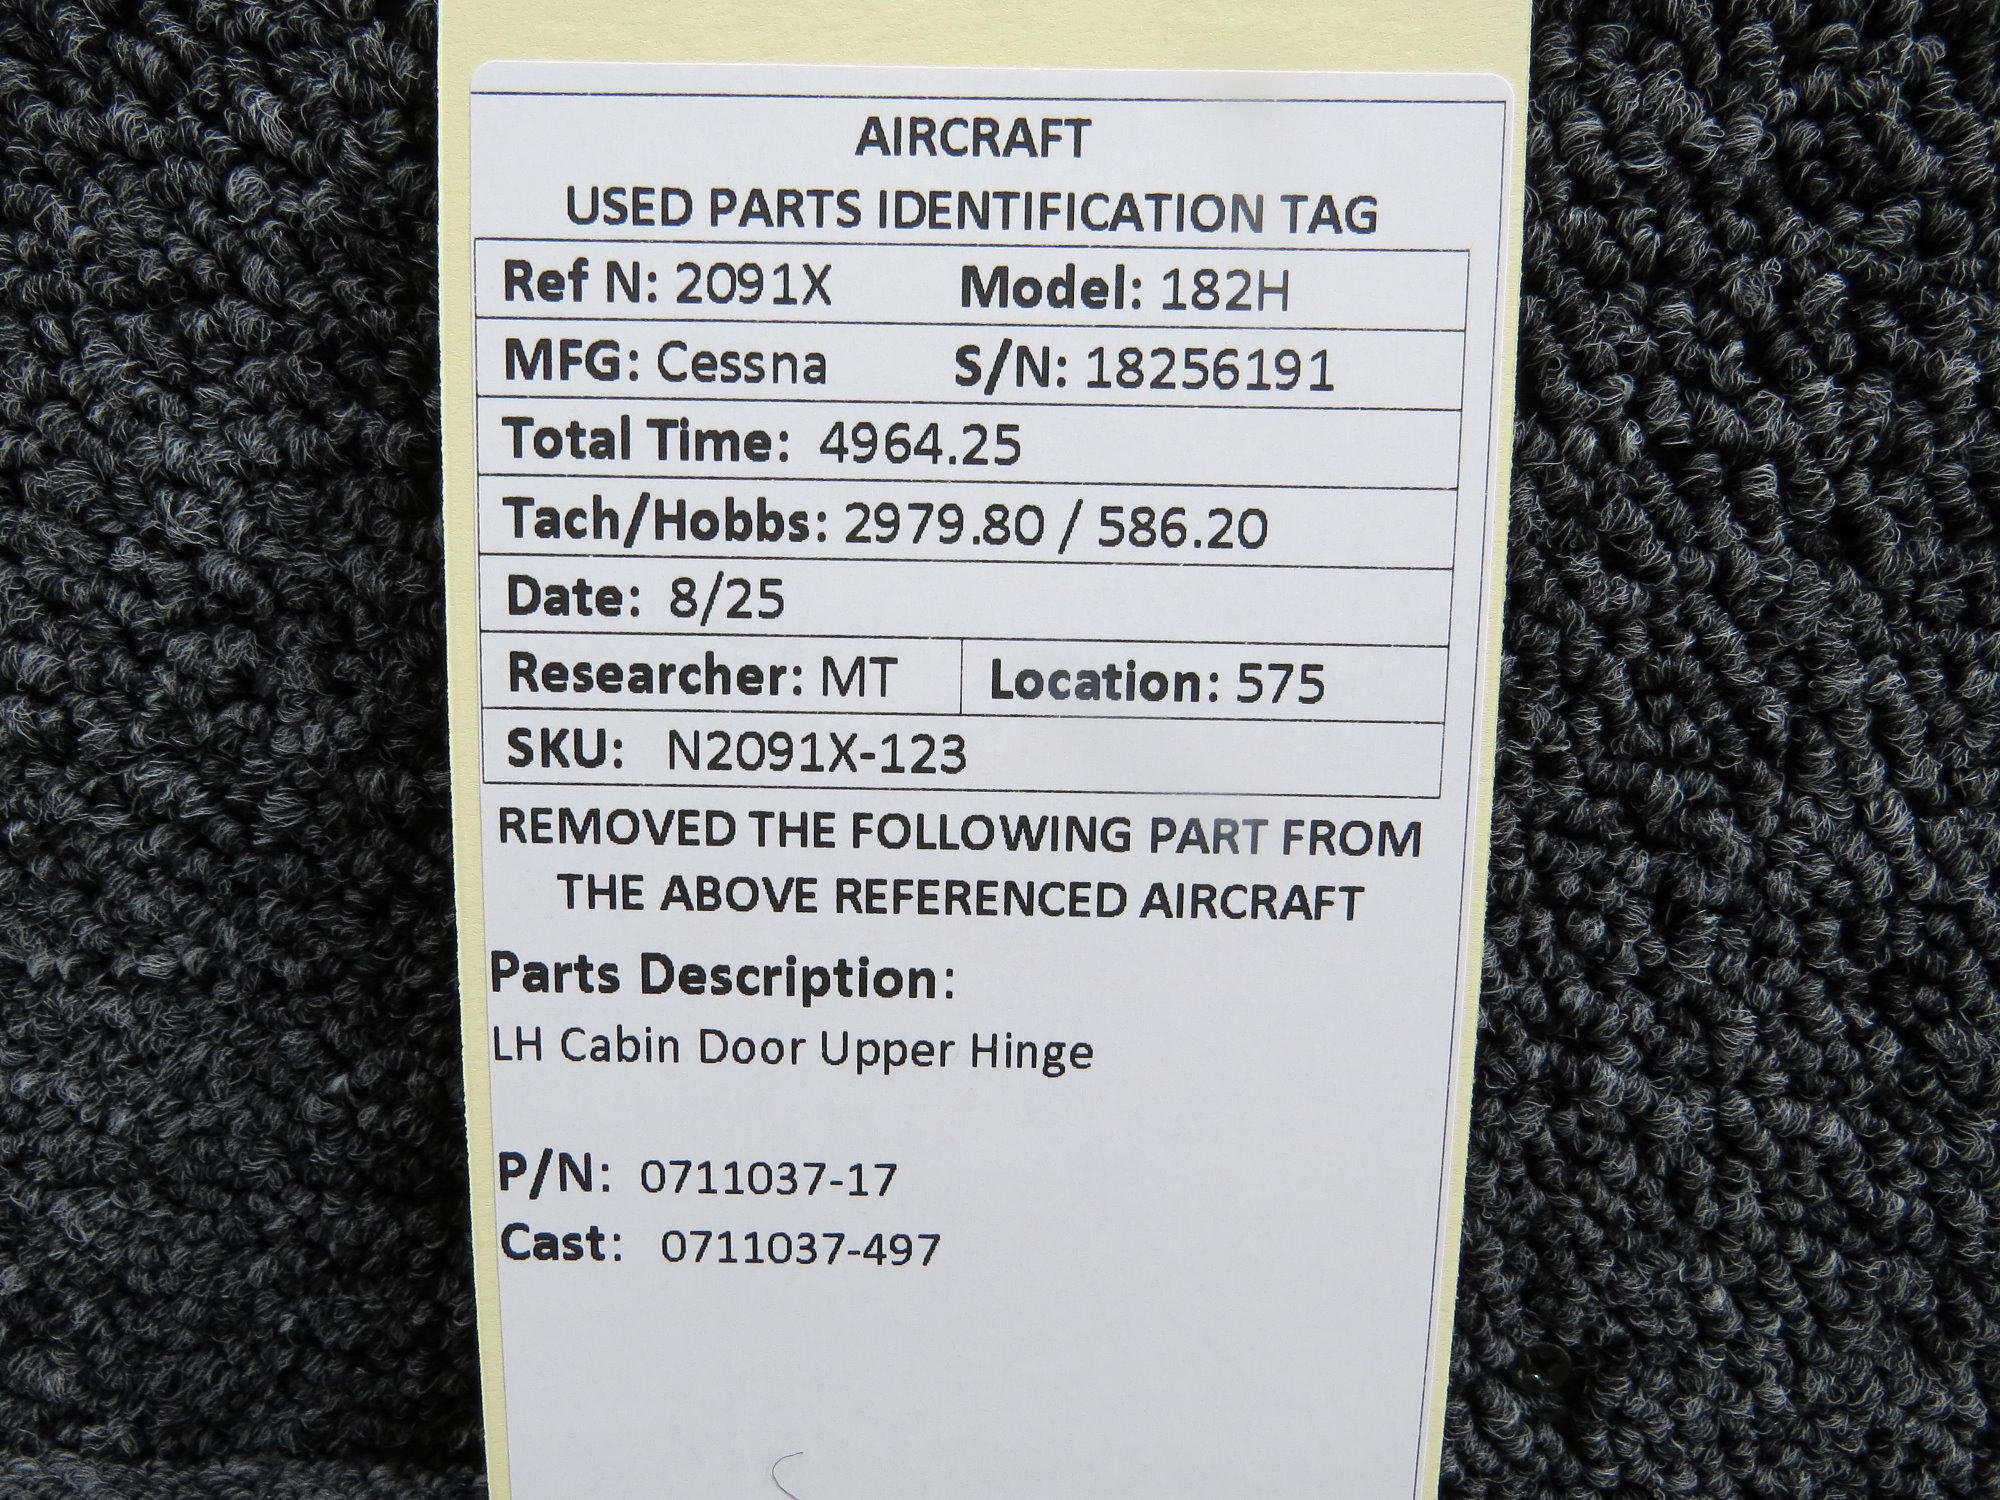 AIRCRAFT
USED PARTS IDENTIFICATION TAG
Ref N: 2091X Model: 182H
MFG: Cessna S/N: 18256191
Total Time: 4964.25
Tach/Hobbs: 2979.80 / 586.20
Date: 8/25
Researcher: MT Location: 575
SKU: N2091X-123
REMOVED THE FOLLOWING PART FROM
THE ABOVE REFERENCED AIRCRAFT
Parts Description:
LH Cabin Door Upper Hinge
P/N: 0711037-17
Cast: 0711037-497